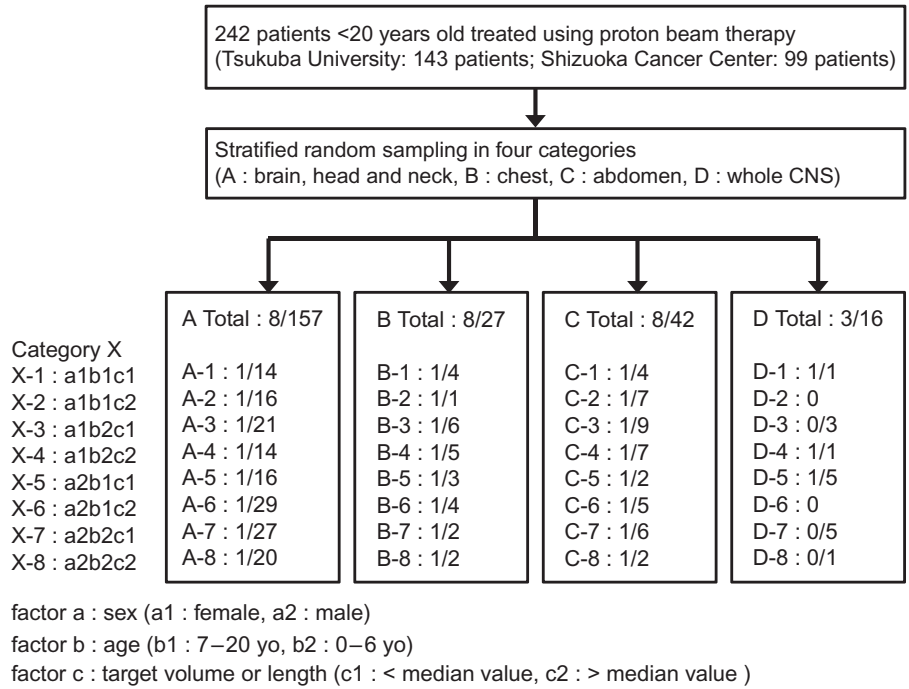 242 patients <20 years old treated using proton beam therapy
(Tsukuba University: 143 patients; Shizuoka Cancer Center: 99 patients)
Stratified random sampling in four categories
(A : brain, head and neck, B : chest, C : abdomen, D : whole CNS)
Category X
X-1 : a1b1c1
X-2 : a1b1c2
X-3 : a1b2c1
X-4 : a1b2c2
X-5 : a2b1c1
X-6 : a2b1c2
X-7 : a2b2c1
X-8 : a2b2c2
A Total : 8/157
A-1 : 1/14
A-2 : 1/16
A-3 : 1/21
A-4 : 1/14
A-5 : 1/16
A-6 : 1/29
A-7 : 1/27
A-8 : 1/20
B Total : 8/27
B-1 : 1/4
B-2 : 1/1
B-3 : 1/6
B-4 : 1/5
B-5 : 1/3
B-6 : 1/4
B-7 : 1/2
B-8 : 1/2
C Total : 8/42
C-1 : 1/4
C-2 : 1/7
C-3 : 1/9
C-4 : 1/7
C-5 : 1/2
C-6 : 1/5
C-7 : 1/6
C-8 : 1/2
D Total : 3/16
D-1 : 1/1
D-2 : 0
D-3 : 0/3
D-4 : 1/1
D-5 : 1/5
D-6 : 0
D-7 : 0/5
D-8 : 0/1
factor a : sex (a1 : female, a2 : male)
factor b : age (b1 : 7–20 yo, b2 : 0–6 yo)
factor c : target volume or length (c1 : < median value, c2 : > median value )